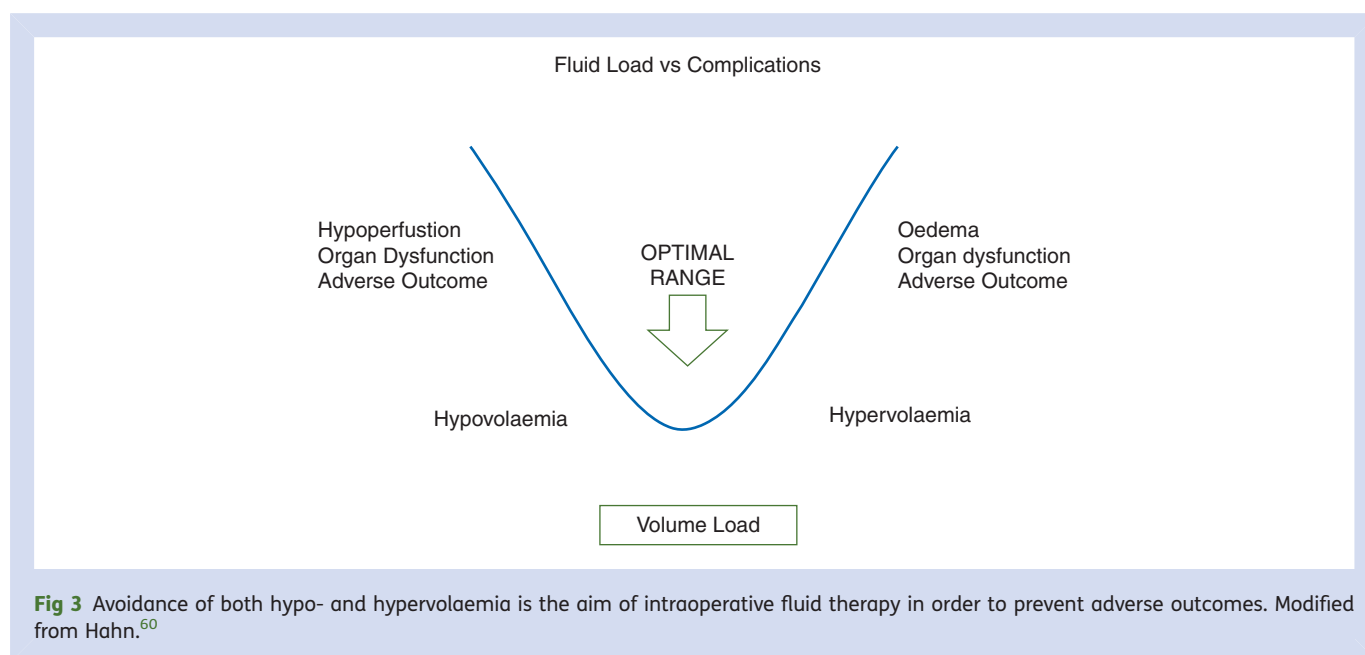 Fluid Load vs Complications
Hypoperfustion
Organ Dysfunction
Adverse Outcome
OPTIMAL
RANGE
Oedema
Organ dysfunction
Adverse Outcome
Hypovolaemia
Hypervolaemia
Volume Load
Fig 3 Avoidance of both hypo- and hypervolaemia is the aim of intraoperative fluid therapy in order to prevent adverse outcomes. Modified
from Hahn.60